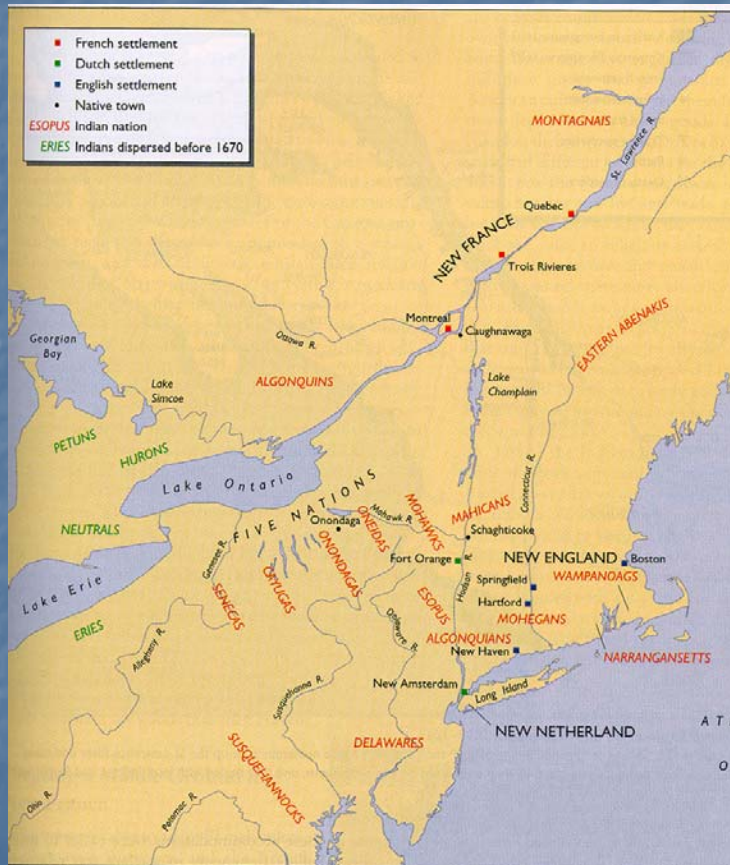 French settlement
Dutch settlement
English settlement
Native town
ESOPUS Indian nation
ERIES Indians dispersed before 1670
MONTAGNAIS
St. Lawrence R.
Quebec
NEW FRANCE
Trois Rivieres
Montreal
Caughnawaga
Ottawa R.
EASTERN ABENAKIS
Georgian
Bay
Lake
Simcoe
ALGONQUINS
Lake
Champlain
PETUNS
HURONS
Lake Ontario
Connecticut R.
FIVE NATIONS
MOHAWKS
MAHICANS
NEUTRALS
Onondaga
ONEIDAS
Mohawk R.
Schaghticoke
Genesee R.
ONONDAGAS
Fort Orange
NEW ENGLAND
Boston
Lake Erie
CAYUGAS
Hudson R.
Springfield
WAMPANOAGS
SENECAS
ESOPUS
Hartford
MOHEGANS
ERIES
Delaware R.
ALGONQUIANS
Allegheny R.
New Haven
NARRANGANSETTS
Susquehanna R.
New Amsterdam
Long Island
NEW NETHERLAND
AT
DELAWARES
SUSQUEHANNOCKS
O
Ohio R.
Potomac R.